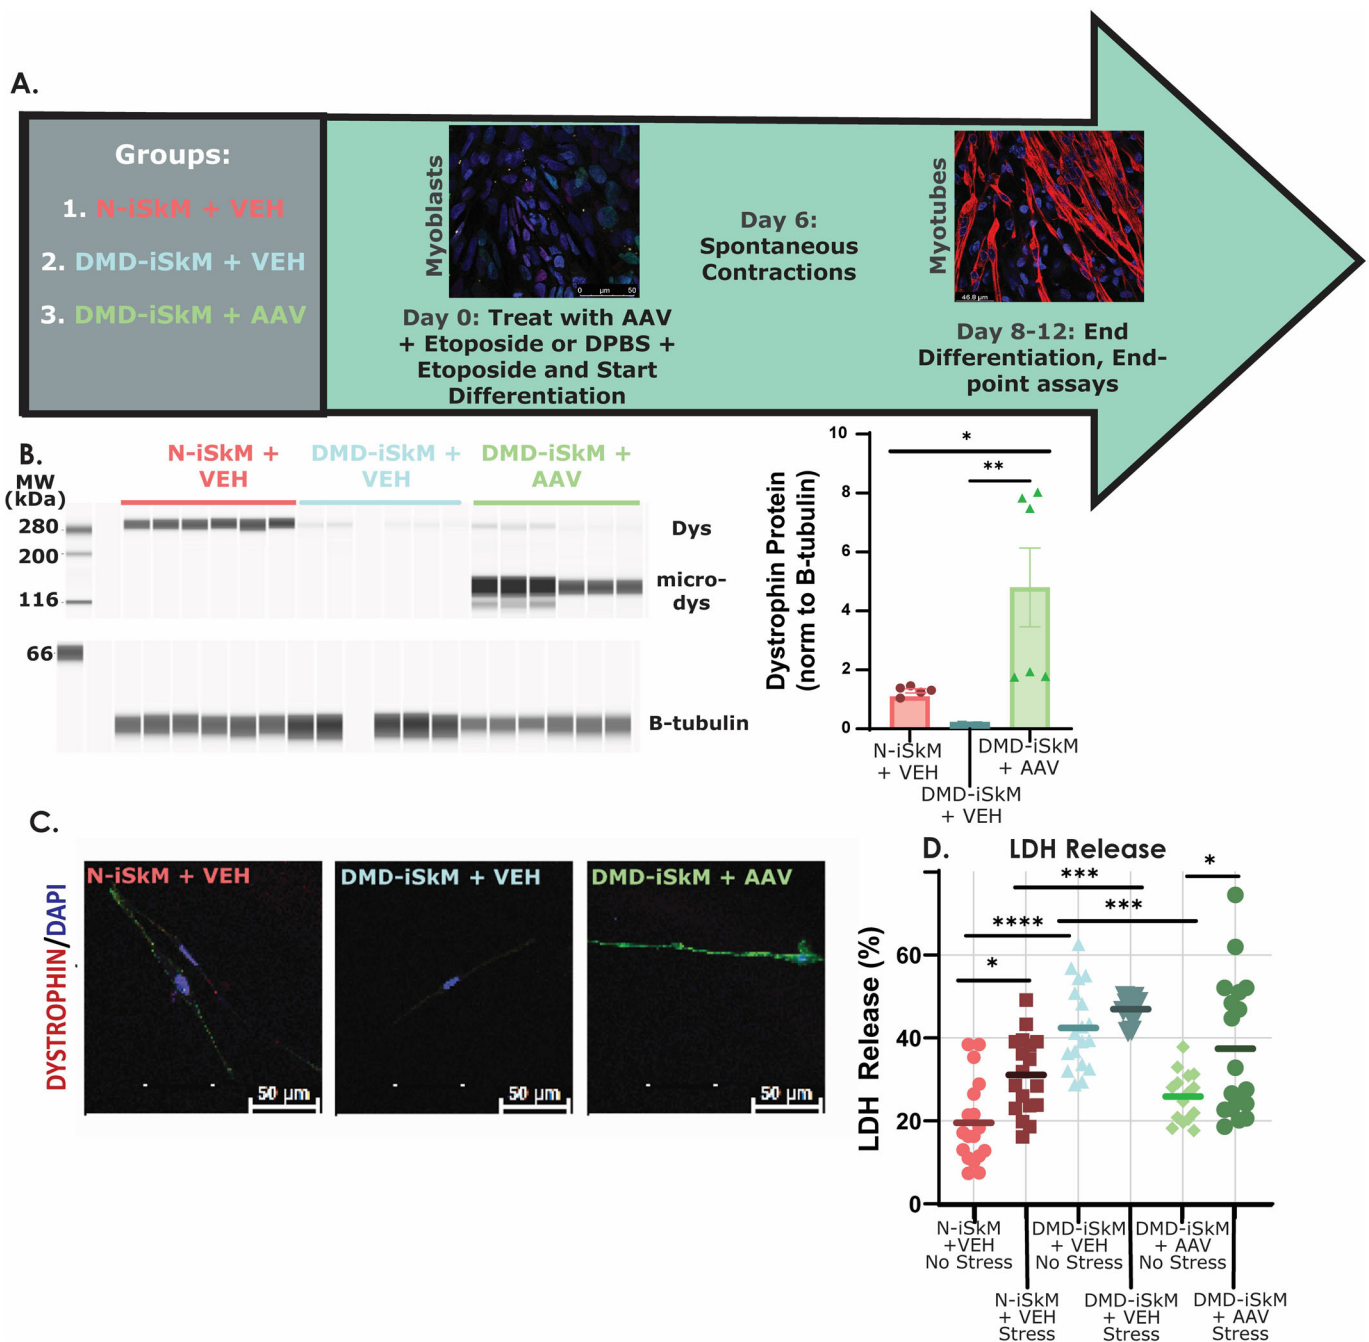 A.
Groups:
1. N-iSkM + VEH
2. DMD-iSkM + VEH
3. DMD-iSkM + AAV
Myoblasts
0 µm 50
Day 0: Treat with AAV
+ Etoposide or DPBS +
Etoposide and Start
Differentiation
Day 6:
Spontaneous
Contractions
Myotubes
46.8 µm
Day 8-12: End
Differentiation, End-
point assays
B.
MW
(kDa)
N-iSkM +
VEH
DMD-iSkM +
VEH
DMD-iSkM +
AAV
280
200
116
66
Dys
micro-
dys
B-tubulin
Dystrophin Protein
(norm to B-tubulin)
10
8
6
4
2
0
*
**
N-iSkM
+ VEH
DMD-iSkM
+ VEH
DMD-iSkM
+ AAV
C.
DYSTROPHIN/DAPI
N-iSkM + VEH
50 µm
DMD-iSkM + VEH
50 µm
DMD-iSkM + AAV
50 µm
D.
LDH Release
LDH Release (%)
60
40
20
0
*
****
***
***
*
N-iSkM
+VEH
No Stress
N-iSkM
+ VEH
Stress
DMD-iSkM
+ VEH
No Stress
DMD-iSkM
+ VEH
Stress
DMD-iSkM
+ AAV
No Stress
DMD-iSkM
+ AAV
Stress